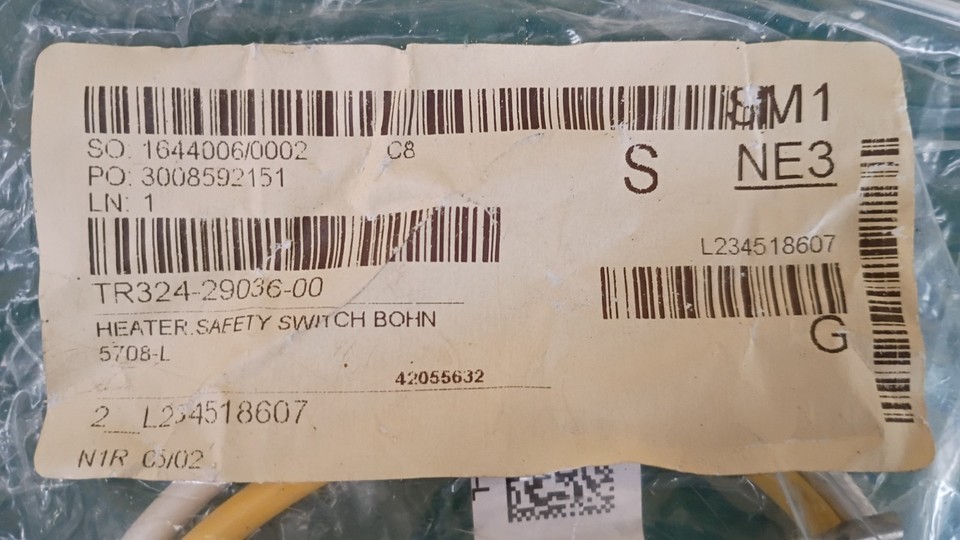 SM1
SO: 1644006/0002 C8
S NE3
PO: 3008592151
LN: 1
L234518607
TR324-29036-00
HEATER.SAFETY SWITCH BOHN
G
5708-L
42055632
2 L234518607
N1R